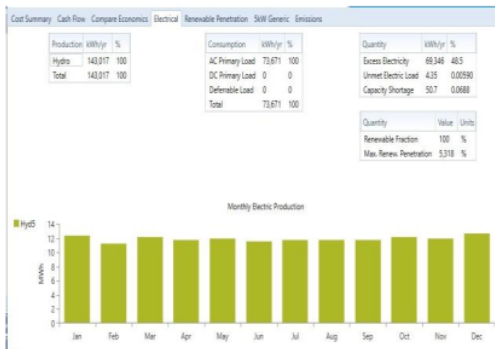 Cost Summary Cash Flow Compare Economics Electrical Renewable Penetration 5kW Generic Emissions
Production kWh/yr %
Hydro 143,017 100
Total 143,017 100
Consumption kWh/yr %
AC Primary Load 73,671 100
DC Primary Load 0 0
Deferrable Load 0 0
Total 73,671 100
Quantity kWh/yr %
Excess Electricity 69,346 48.5
Unmet Electric Load 4.35 0.00590
Capacity Shortage 50.7 0.0688
Quantity Value Units
Renewable Fraction 100 %
Max. Renew. Penetration 5,318 %
Monthly Electric Production
Hyd5
MWh
14
12
10
8
6
4
2
0
Jan Feb Mar Apr May Jun Jul Aug Sep Oct Nov Dec